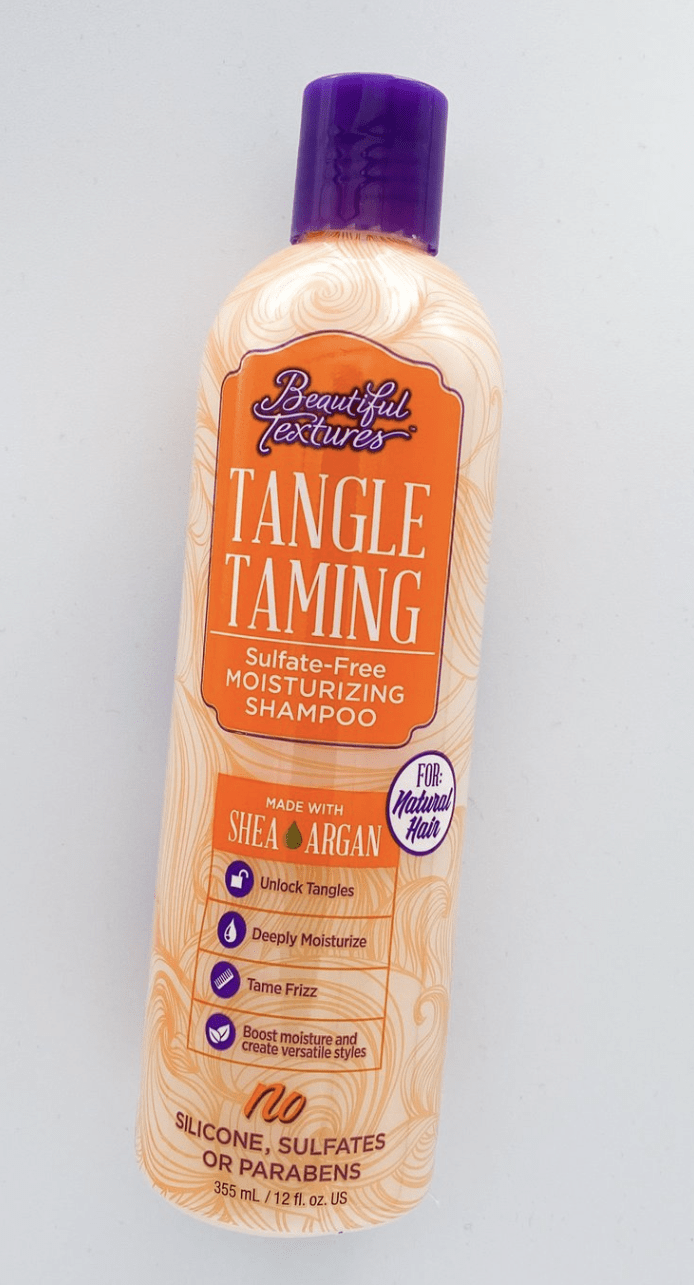 Beautiful
Textures™
TANGLE
TAMING
Sulfate-Free
MOISTURIZING
SHAMPOO
FOR:
Natural
Hair
MADE WITH
SHEA ARGAN
Unlock Tangles
Deeply Moisturize
Tame Frizz
Boost moisture and
create versatile styles
no
SILICONE, SULFATES
OR PARABENS
355 mL / 12 fl. oz. US